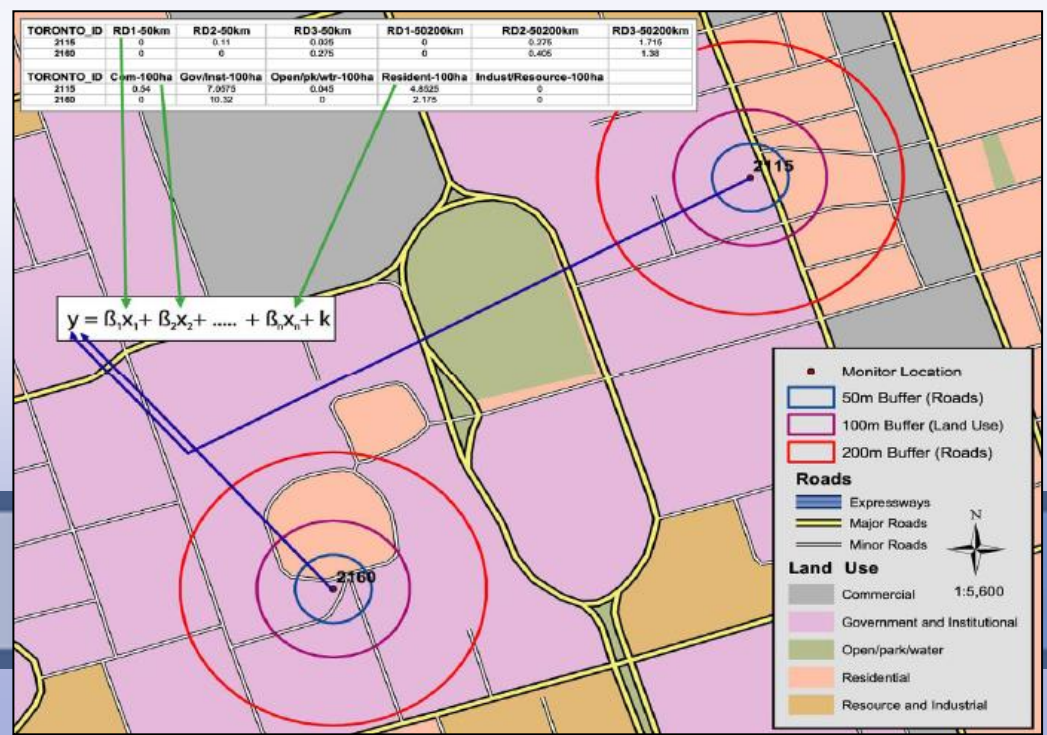 TORONTO_ID RD1-50km RD2-50km RD3-50km RD1-50200km RD2-50200km RD3-50200km
2115 0 0.11 0.025 0 0.275 1.715
2160 0 0 0.275 0 0.405 1.38
TORONTO_ID Com-100ha Gov/Inst-100ha Open/pk/wtr-100ha Resident-100ha Indust/Resource-100ha
2115 0.54 7.0575 0.045 4.8525 0
2160 0 10.32 0 2.175 0
2115
y = ß₁x₁+ ß₂x₂+ ..... + ßₙxₙ+ k
2160
Monitor Location
50m Buffer (Roads)
100m Buffer (Land Use)
200m Buffer (Roads)
Roads
Expressways
Major Roads
Minor Roads
N
1:5,600
Land Use
Commercial
Government and Institutional
Open/park/water
Residential
Resource and Industrial